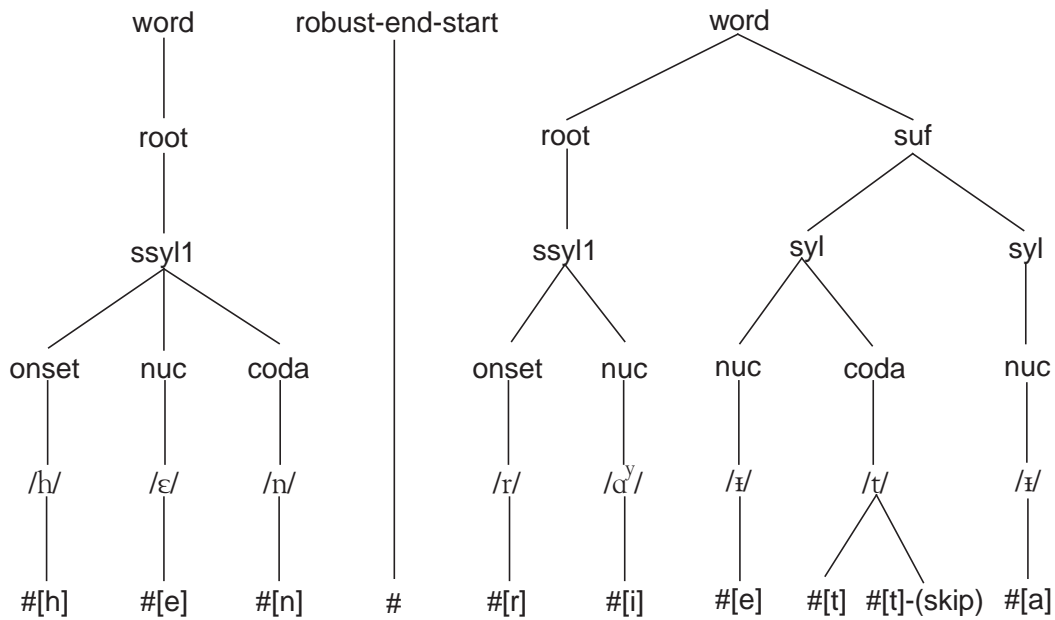 word robust-end-start word
root root suf
ssyl1 ssyl1 syl syl
onset nuc coda onset nuc nuc coda nuc
/h/ /ɛ/ /n/ /r/ /ɑʸ/ /ɨ/ /t/ /ɨ/
#[h] #[e] #[n] # #[r] #[i] #[e] #[t] #[t]-(skip) #[a]